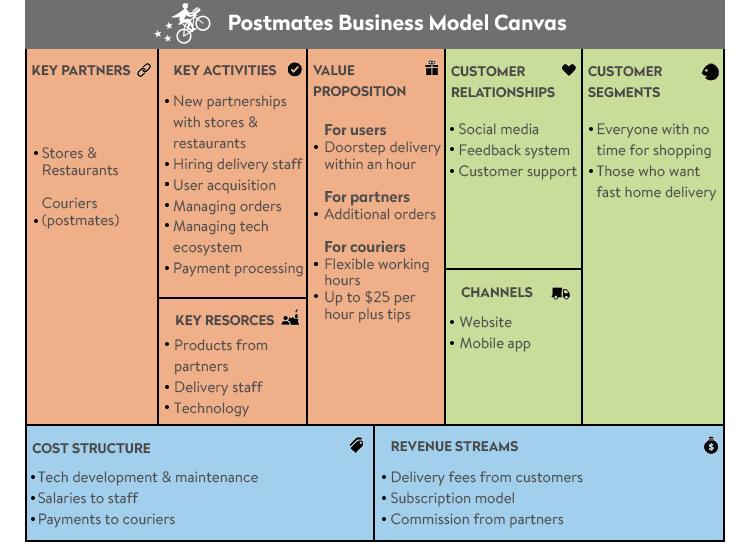 Postmates Business Model Canvas
KEY PARTNERS
• Stores &
Restaurants
Couriers
• (postmates)
KEY ACTIVITIES
• New partnerships
with stores &
restaurants
• Hiring delivery staff
• User acquisition
• Managing orders
• Managing tech
ecosystem
• Payment processing
KEY RESORCES
• Products from
partners
• Delivery staff
• Technology
VALUE
PROPOSITION
For users
• Doorstep delivery
within an hour
For partners
• Additional orders
For couriers
• Flexible working
hours
• Up to $25 per
hour plus tips
CUSTOMER
RELATIONSHIPS
• Social media
• Feedback system
• Customer support
CHANNELS
• Website
• Mobile app
CUSTOMER
SEGMENTS
• Everyone with no
time for shopping
• Those who want
fast home delivery
COST STRUCTURE
• Tech development & maintenance
• Salaries to staff
• Payments to couriers
REVENUE STREAMS
$
• Delivery fees from customers
• Subscription model
• Commission from partners